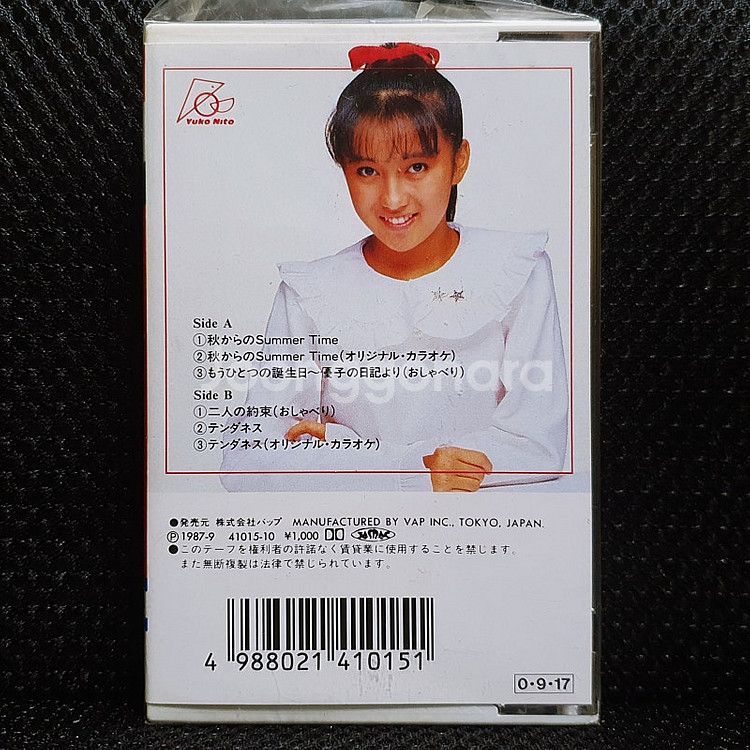 Yuko Nito
Side A
①秋からのSummer Time
②秋からのSummer Time(オリジナル・カラオケ)
③もうひとつの誕生日〜優子の日記より(おしゃべり)
Side B
①二人の約束(おしゃべり)
②テンダネス
③テンダネス(オリジナル・カラオケ)
●発売元 株式会社バップ MANUFACTURED BY VAP INC., TOKYO, JAPAN.
Ⓟ1987-9 41015-10 ¥1,000
●このテープを権利者の許諾なく賃貸業に使用することを禁じます。
また無断複製は法律で禁じられています。
4 988021 410151
0・9・17